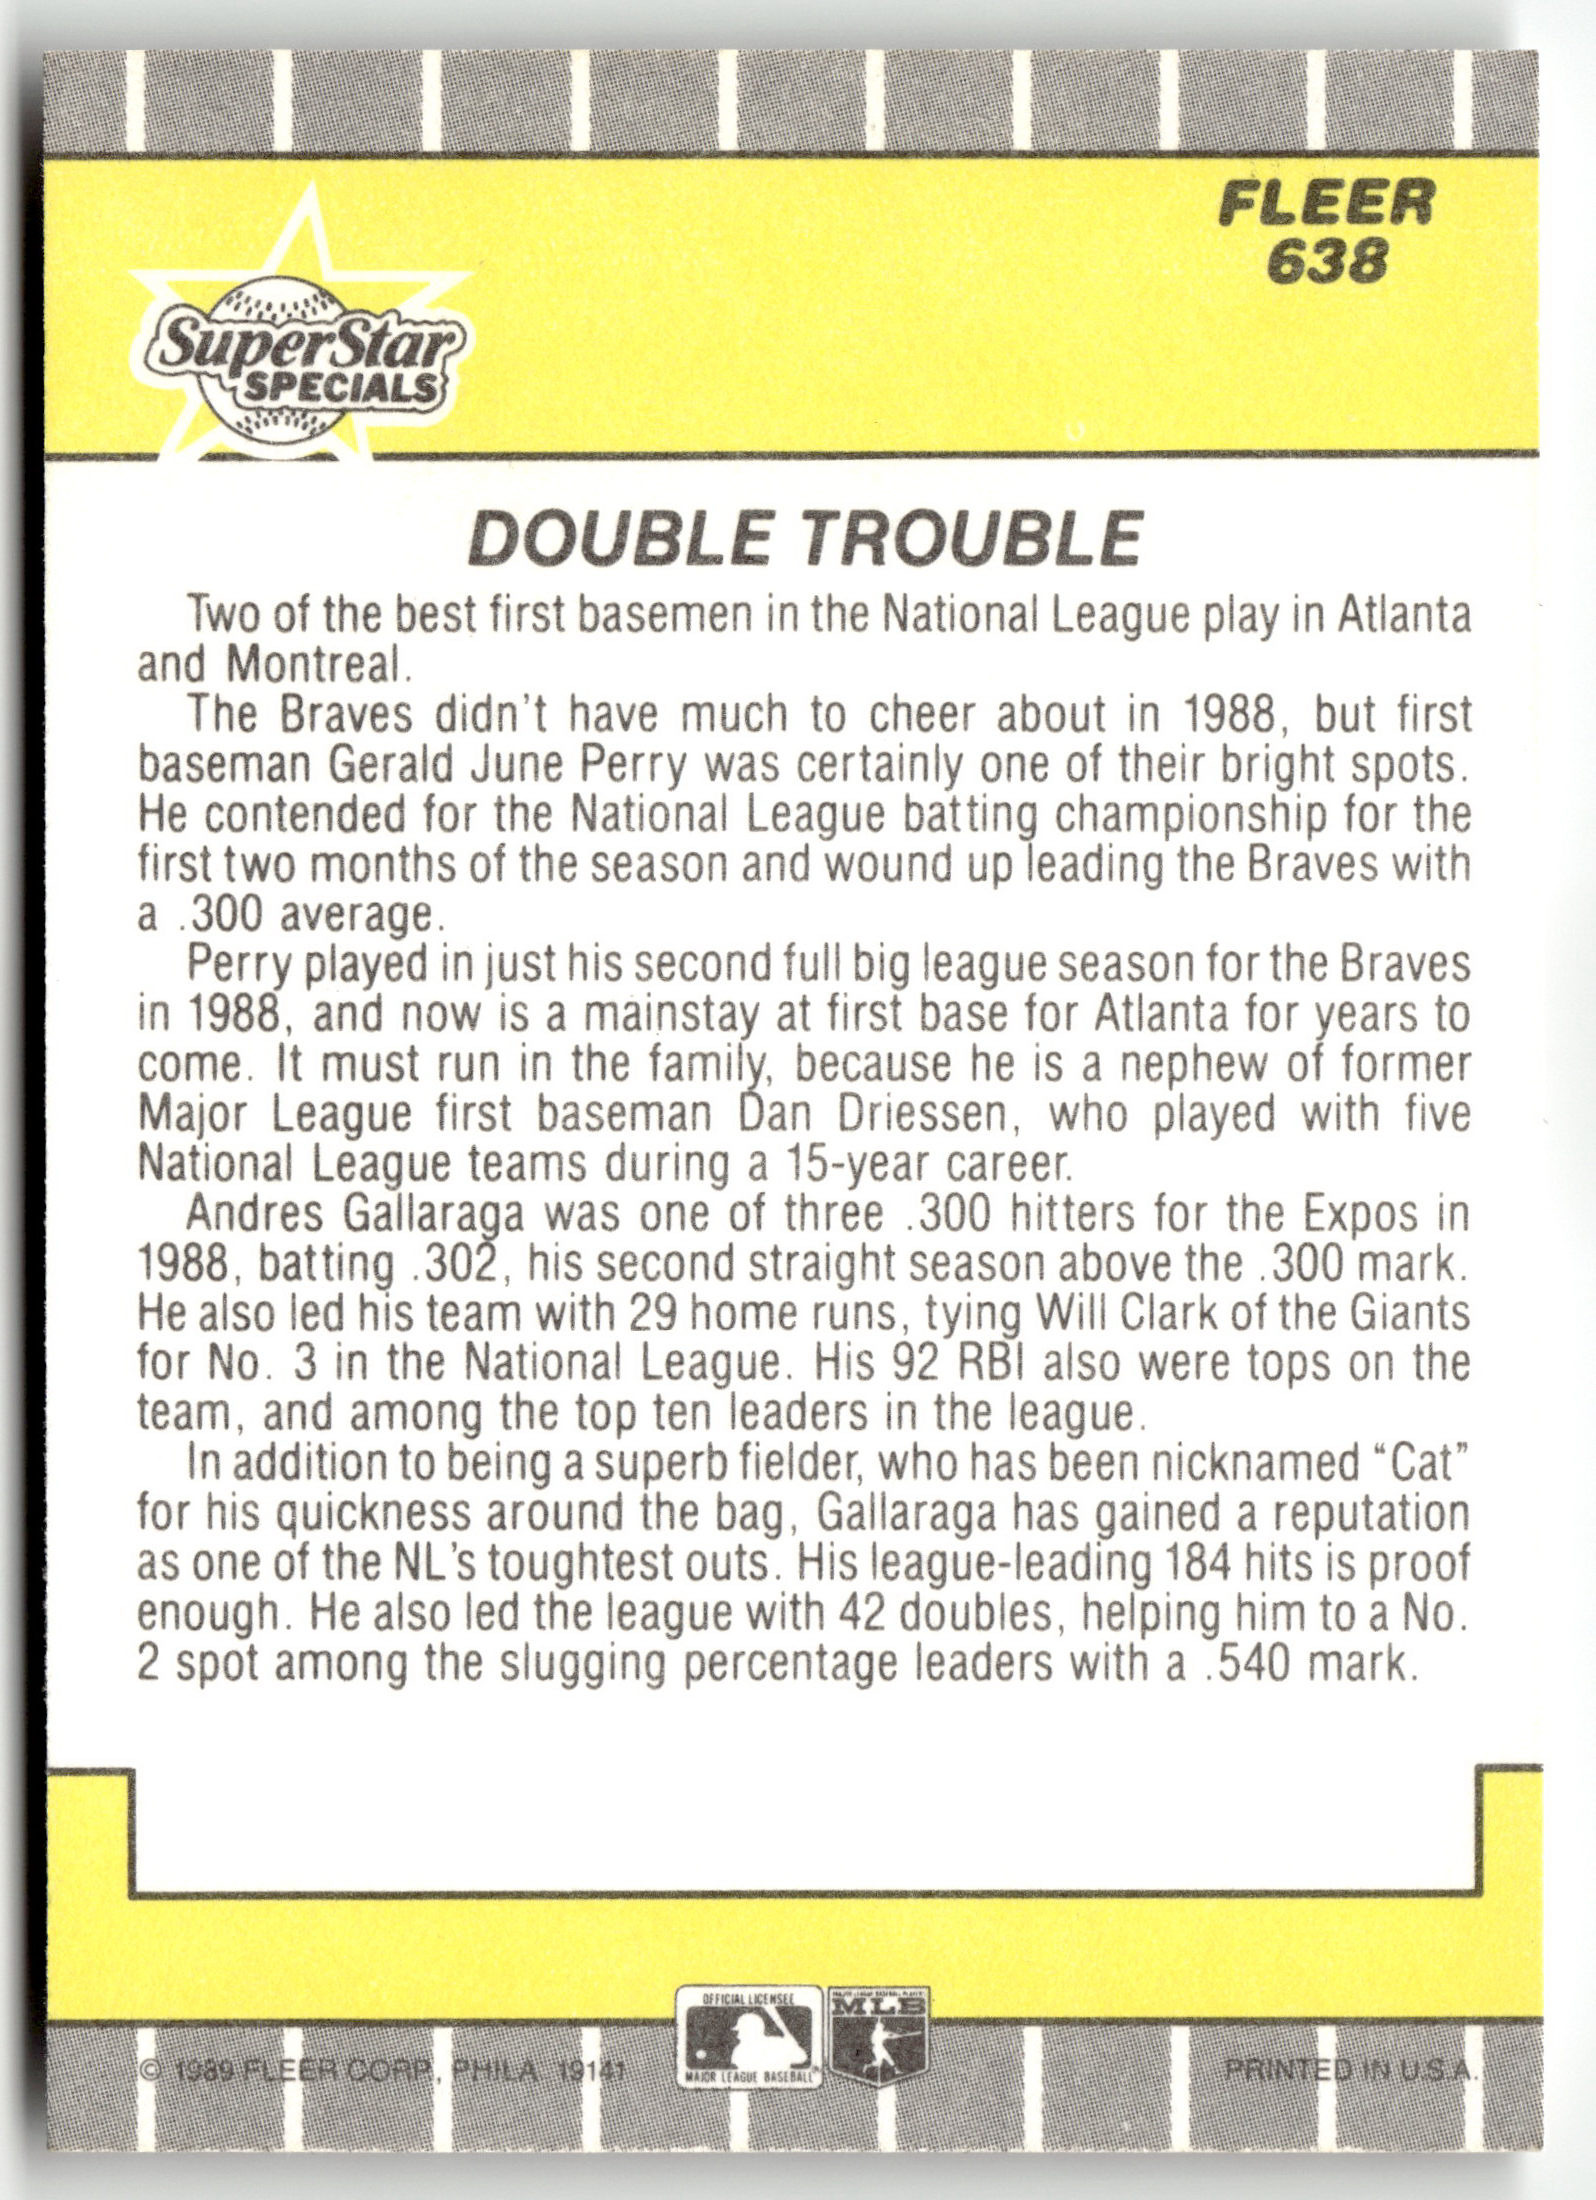 FLEER
638
SuperStar
SPECIALS
DOUBLE TROUBLE
Two of the best first basemen in the National League play in Atlanta
and Montreal.
The Braves didn't have much to cheer about in 1988, but first
baseman Gerald June Perry was certainly one of their bright spots.
He contended for the National League batting championship for the
first two months of the season and wound up leading the Braves with
a .300 average.
Perry played in just his second full big league season for the Braves
in 1988, and now is a mainstay at first base for Atlanta for years to
come. It must run in the family, because he is a nephew of former
Major League first baseman Dan Driessen, who played with five
National League teams during a 15-year career.
Andres Gallaraga was one of three .300 hitters for the Expos in
1988, batting .302, his second straight season above the .300 mark.
He also led his team with 29 home runs, tying Will Clark of the Giants
for No. 3 in the National League. His 92 RBI also were tops on the
team, and among the top ten leaders in the league.
In addition to being a superb fielder, who has been nicknamed “Cat”
for his quickness around the bag, Gallaraga has gained a reputation
as one of the NL's toughtest outs. His league-leading 184 hits is proof
enough. He also led the league with 42 doubles, helping him to a No.
2 spot among the slugging percentage leaders with a .540 mark.
OFFICIAL LICENSEE
MAJOR LEAGUE BASEBALL
MAJOR LEAGUE BASEBALL PLAYERS
MLB
© 1989 FLEER CORP., PHILA. 19141
PRINTED IN U.S.A.